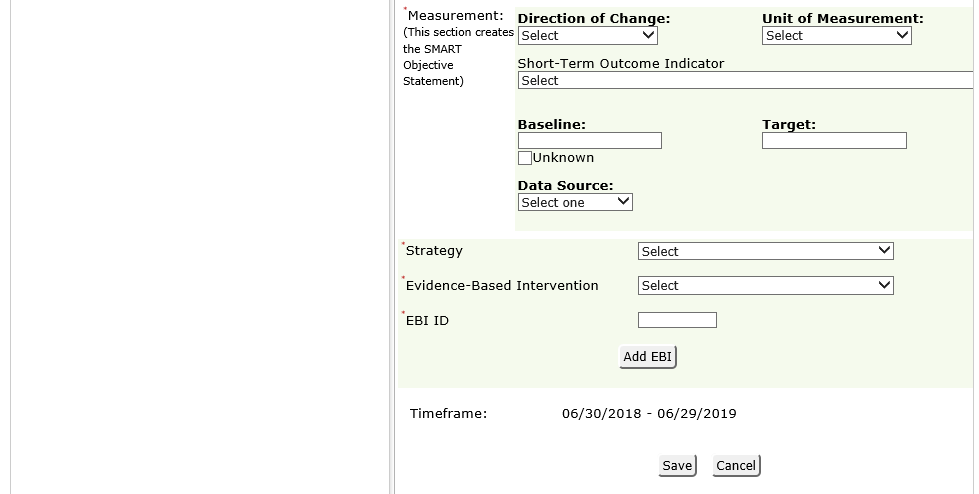 *Measurement:
(This section creates
the SMART
Objective
Statement)
Direction of Change: Unit of Measurement:
Select Select
Short-Term Outcome Indicator
Select
Baseline: Target:
Unknown
Data Source:
Select one
*Strategy Select
*Evidence-Based Intervention Select
*EBI ID
Add EBI
Timeframe: 06/30/2018 - 06/29/2019
Save Cancel